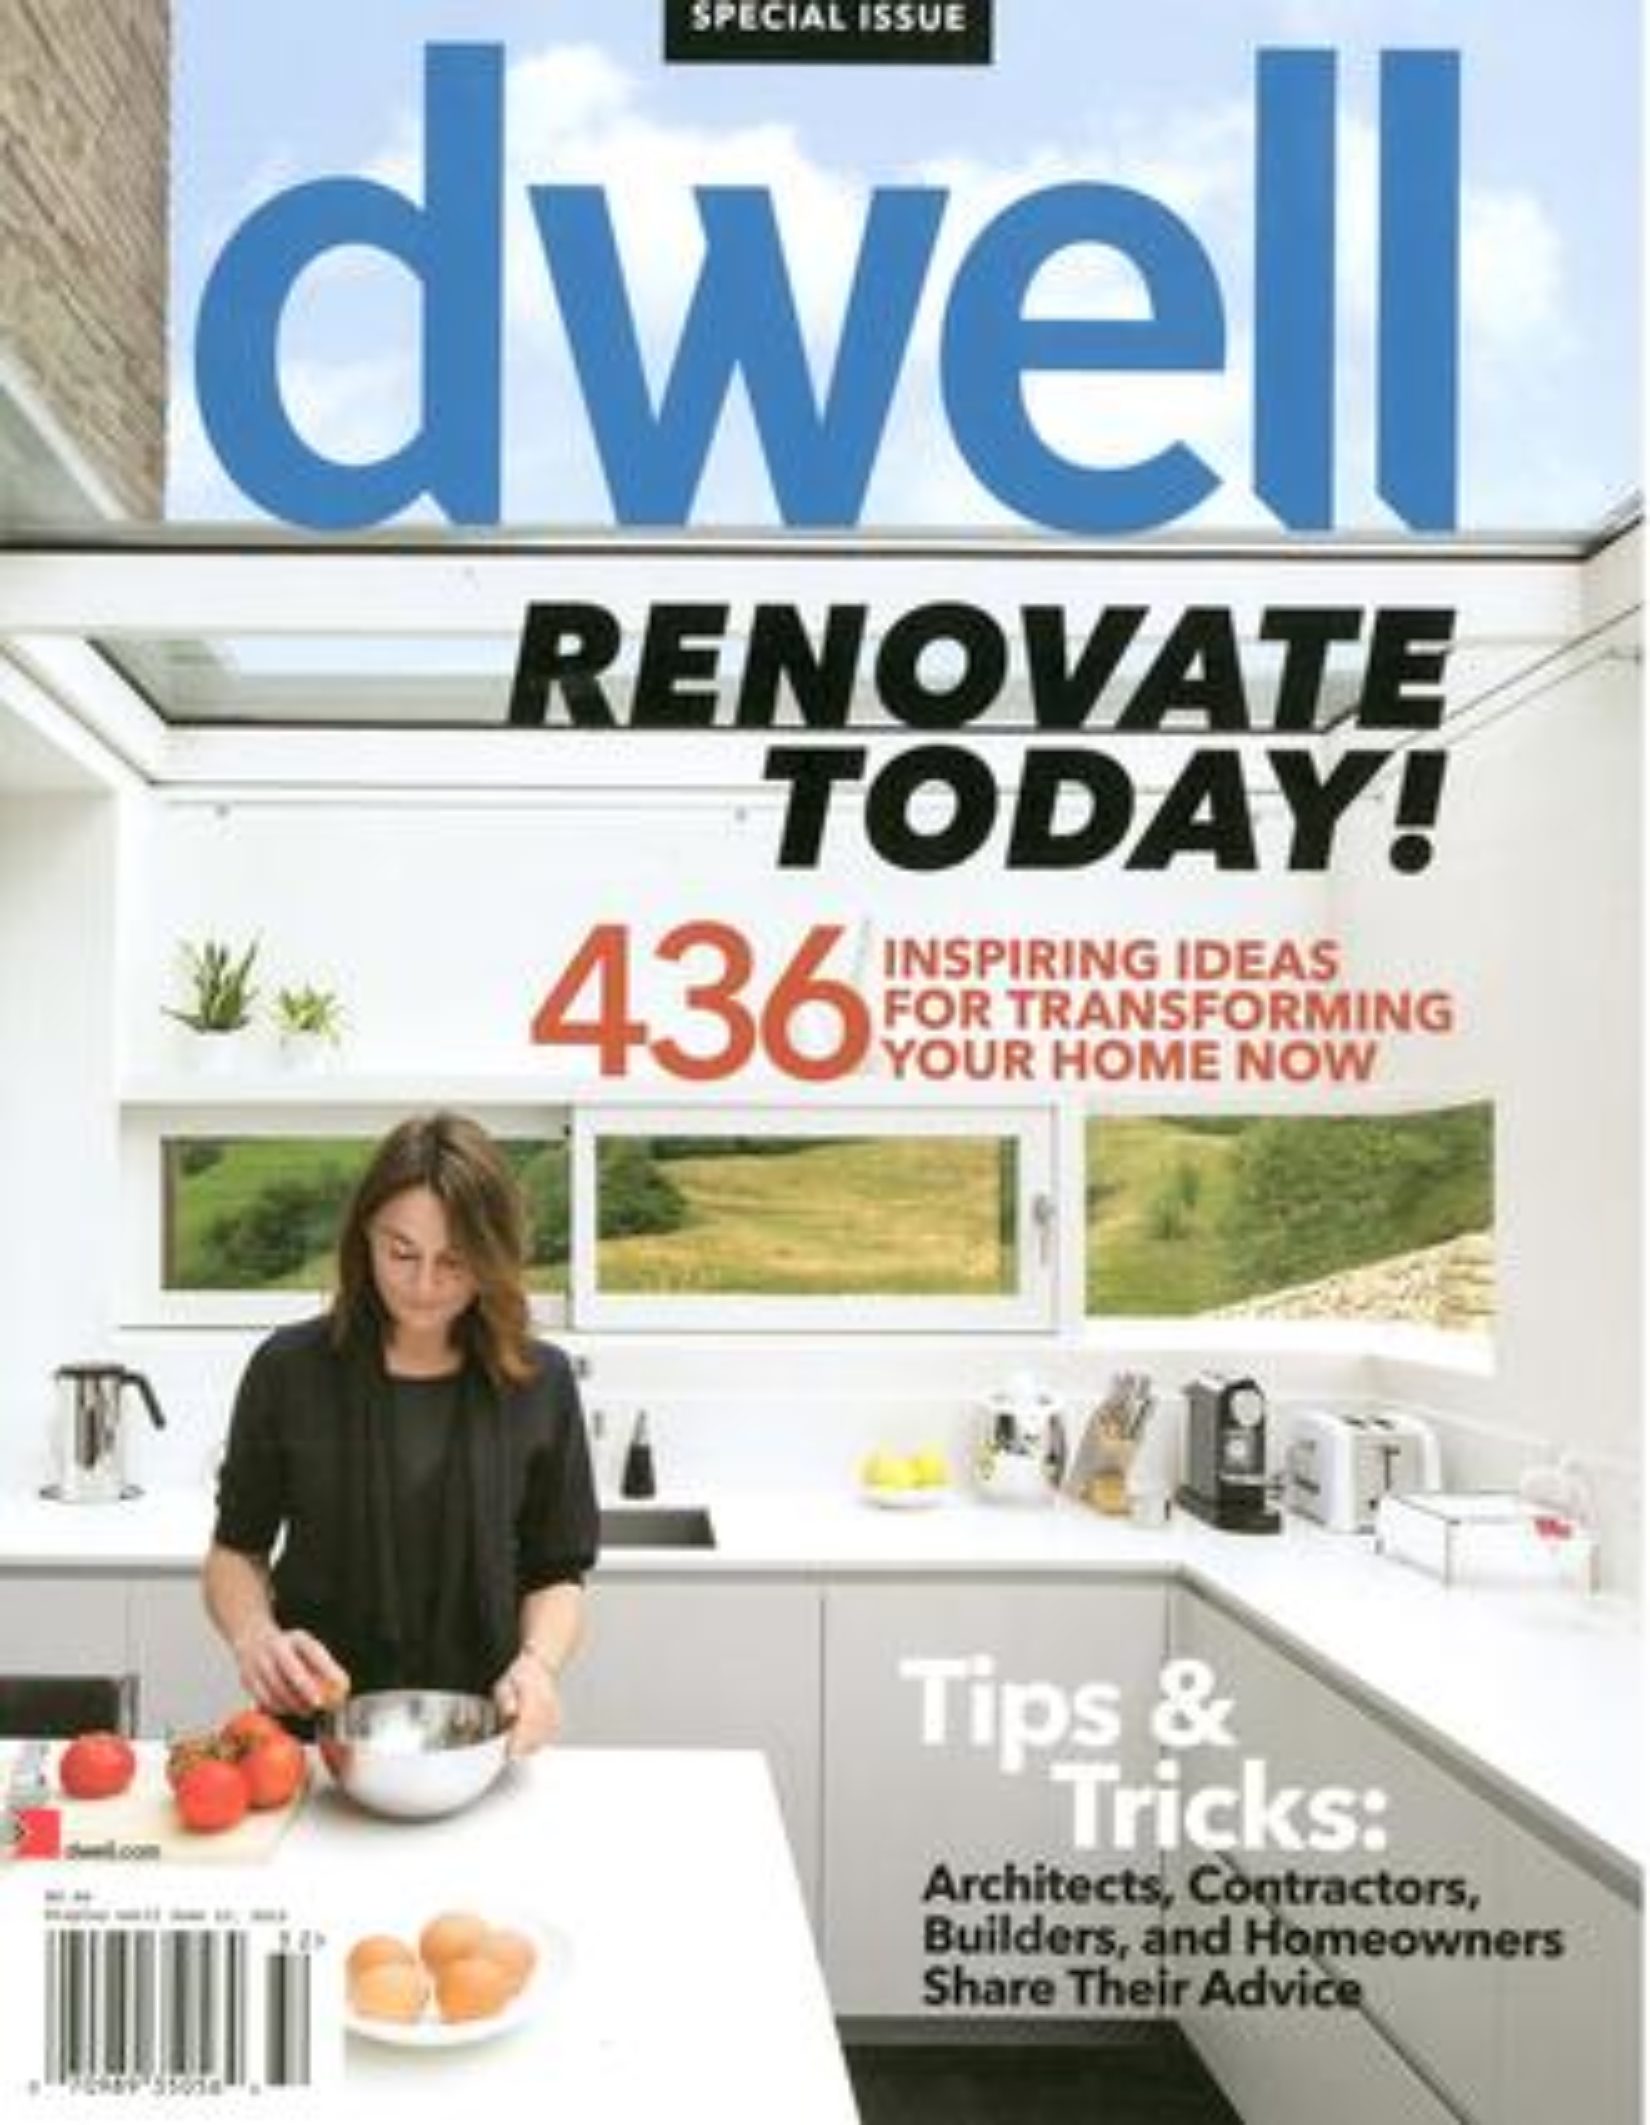 SPECIAL ISSUE
dwell
RENOVATE
TODAY!
436 INSPIRING IDEAS
FOR TRANSFORMING
YOUR HOME NOW
Tips &
Tricks:
Architects, Contractors,
Builders, and Homeowners
Share Their Advice
dwell.com